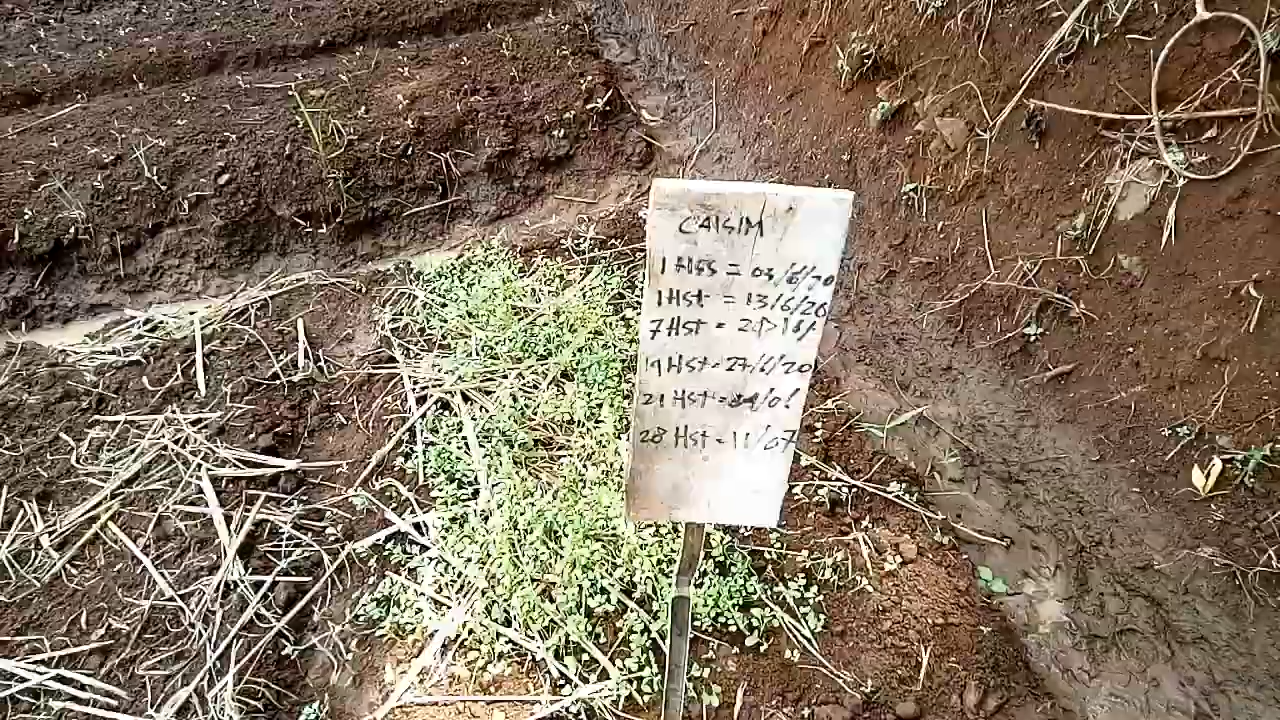 CAISIM
1 HSS = 03/6/20
1 Hst = 13/6/20
7 Hst =
14 Hst = 27/6/20
21 Hst =
28 Hst = 11/07